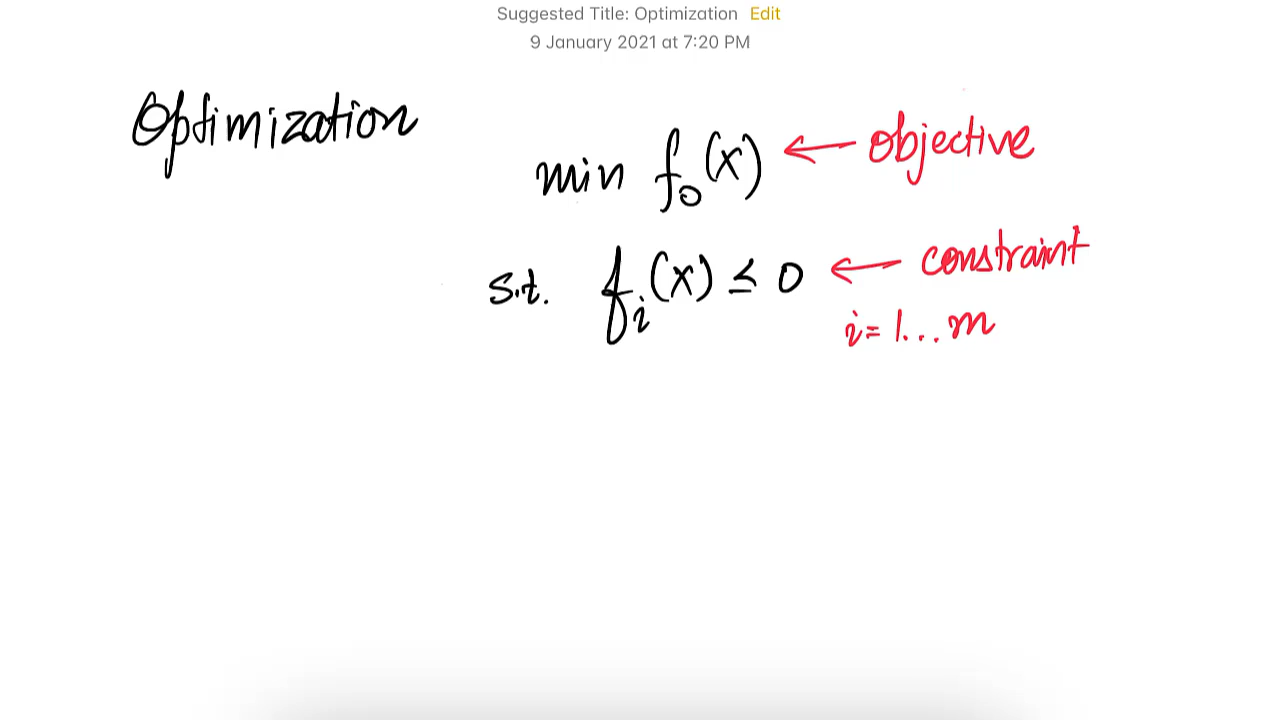 Suggested Title: Optimization Edit
9 January 2021 at 7:20 PM
Optimization
min f₀(x) ← objective
s.t. fᵢ(x) ≤ 0 ← constraint
i = 1...m